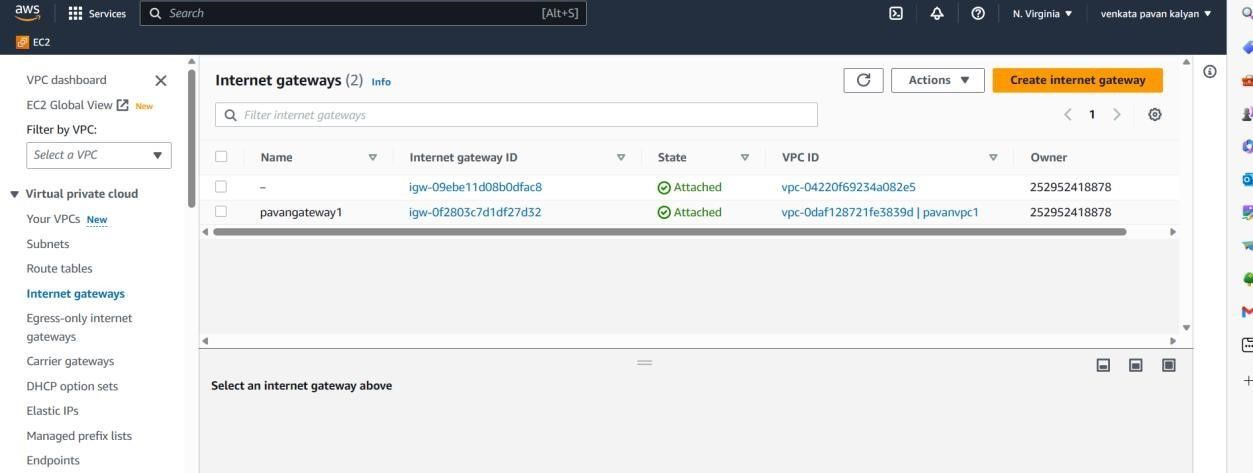 aws
Services
Search [Alt+S]
N. Virginia
venkata pavan kalyan
EC2
VPC dashboard
EC2 Global View New
Filter by VPC:
Select a VPC
Virtual private cloud
Your VPCs New
Subnets
Route tables
Internet gateways
Egress-only internet
gateways
Carrier gateways
DHCP option sets
Elastic IPs
Managed prefix lists
Endpoints
Internet gateways (2) Info
Actions
Create internet gateway
Filter internet gateways
1
Name Internet gateway ID State VPC ID Owner
– igw-09ebe11d08b0dfac8 Attached vpc-04220f69234a082e5 252952418878
pavangateway1 igw-0f2803c7d1df27d32 Attached vpc-0daf128721fe3839d | pavanvpc1 252952418878
Select an internet gateway above